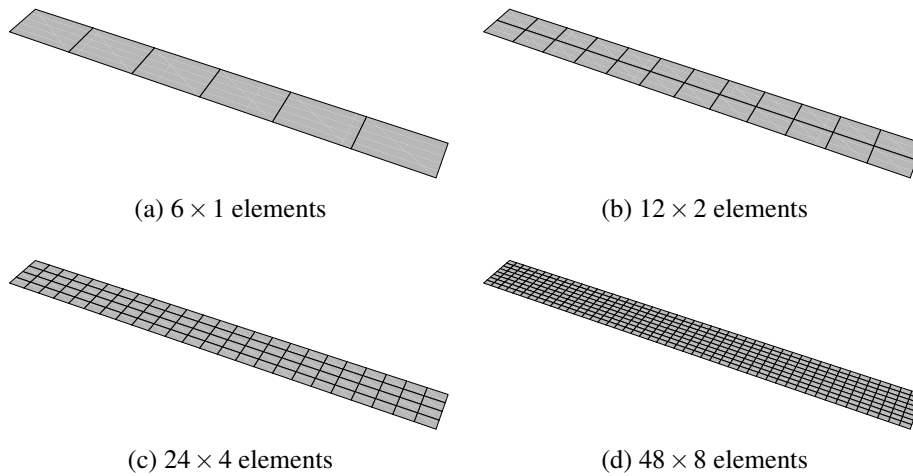 (a) 6 × 1 elements
(b) 12 × 2 elements
(c) 24 × 4 elements
(d) 48 × 8 elements